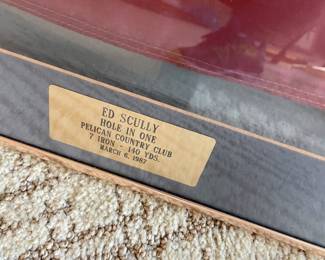 ED SCULLY
HOLE IN ONE
PELICAN COUNTRY CLUB
7 IRON - 140 YDS.
MARCH 6, 1987